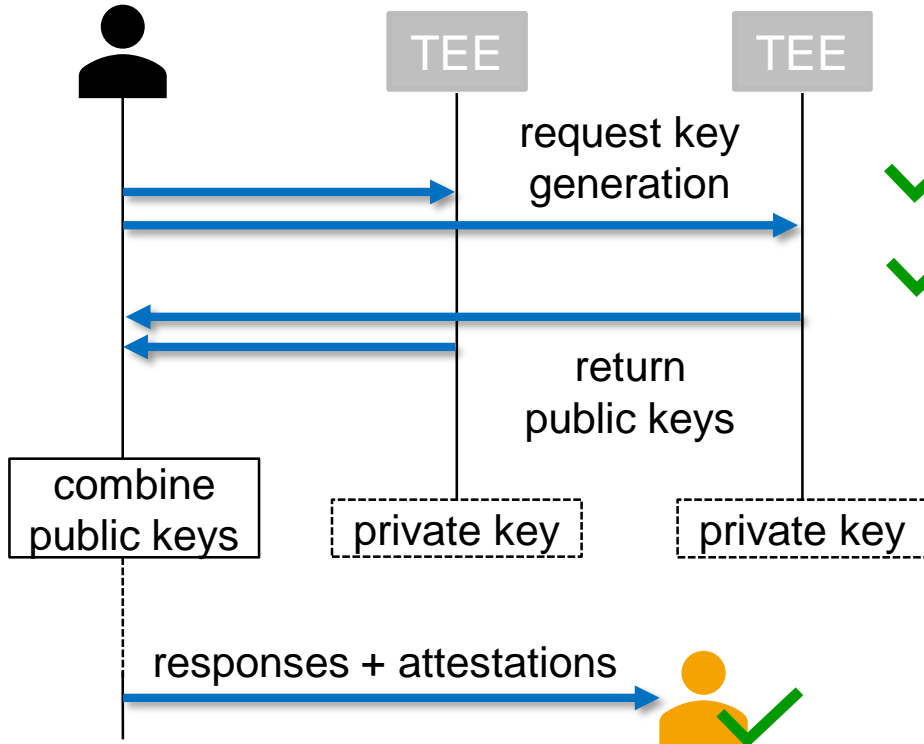 TEE
TEE
request key
generation
return
public keys
combine
public keys
private key
private key
responses + attestations